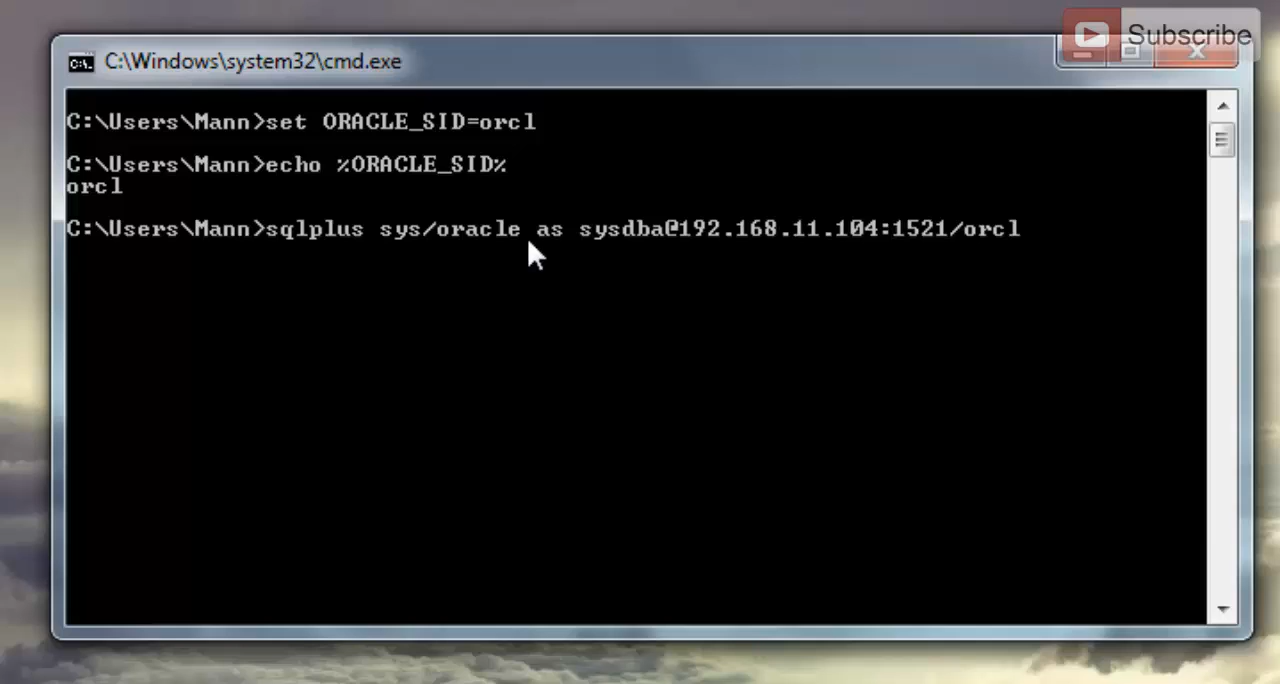 Subscribe
C:\Windows\system32\cmd.exe
C:\Users\Mann>set ORACLE_SID=orcl
C:\Users\Mann>echo %ORACLE_SID%
orcl
C:\Users\Mann>sqlplus sys/oracle as sysdba@192.168.11.104:1521/orcl